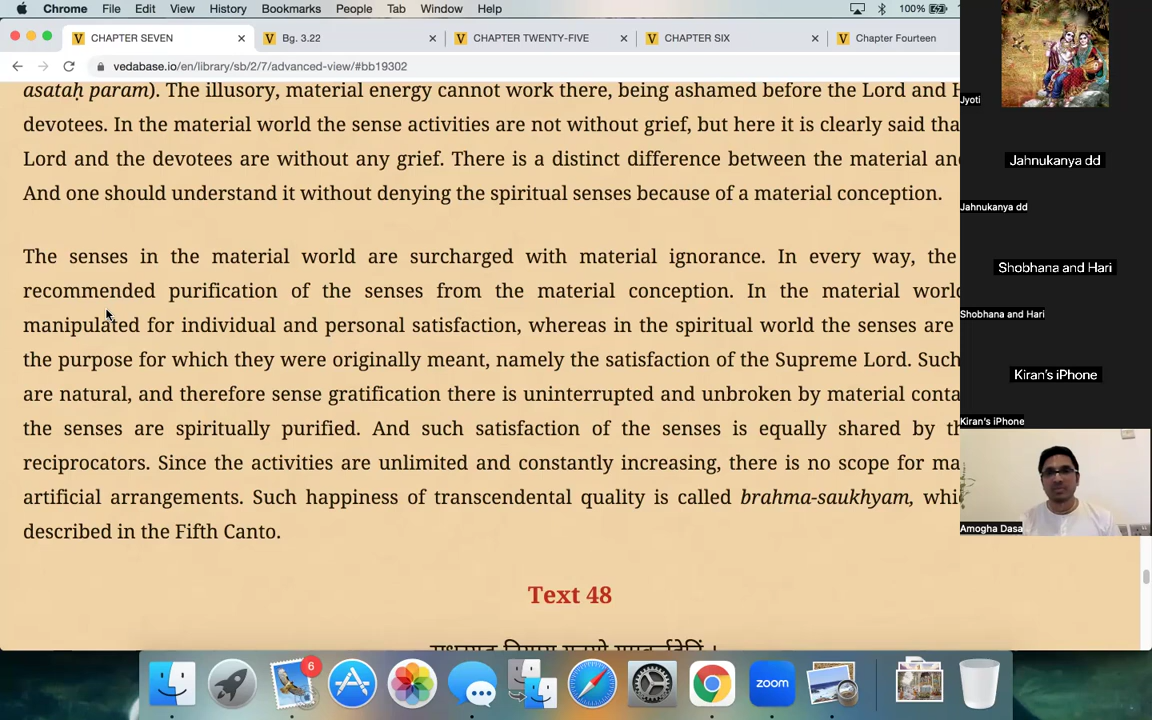 Chrome File Edit View History Bookmarks People Tab Window Help 100%
CHAPTER SEVEN Bg. 3.22 CHAPTER TWENTY-FIVE CHAPTER SIX Chapter Fourteen
vedabase.io/en/library/sb/2/7/advanced-view/#bb19302
asataḥ param). The illusory, material energy cannot work there, being ashamed before the Lord and
devotees. In the material world the sense activities are not without grief, but here it is clearly said
Lord and the devotees are without any grief. There is a distinct difference between the material
And one should understand it without denying the spiritual senses because of a material conception.
The senses in the material world are surcharged with material ignorance. In every way, the
recommended purification of the senses from the material conception. In the material
manipulated for individual and personal satisfaction, whereas in the spiritual world the senses are
the purpose for which they were originally meant, namely the satisfaction of the Supreme Lord. Such
are natural, and therefore sense gratification there is uninterrupted and unbroken by material
the senses are spiritually purified. And such satisfaction of the senses is equally shared by
reciprocators. Since the activities are unlimited and constantly increasing, there is no scope for
artificial arrangements. Such happiness of transcendental quality is called brahma-saukhyam,
described in the Fifth Canto.
Text 48
Jyoti
Jahnukanya dd
Jahnukanya dd
Shobhana and Hari
Shobhana and Hari
Kiran's iPhone
Kiran's iPhone
Amogha Dasa
6
zoom